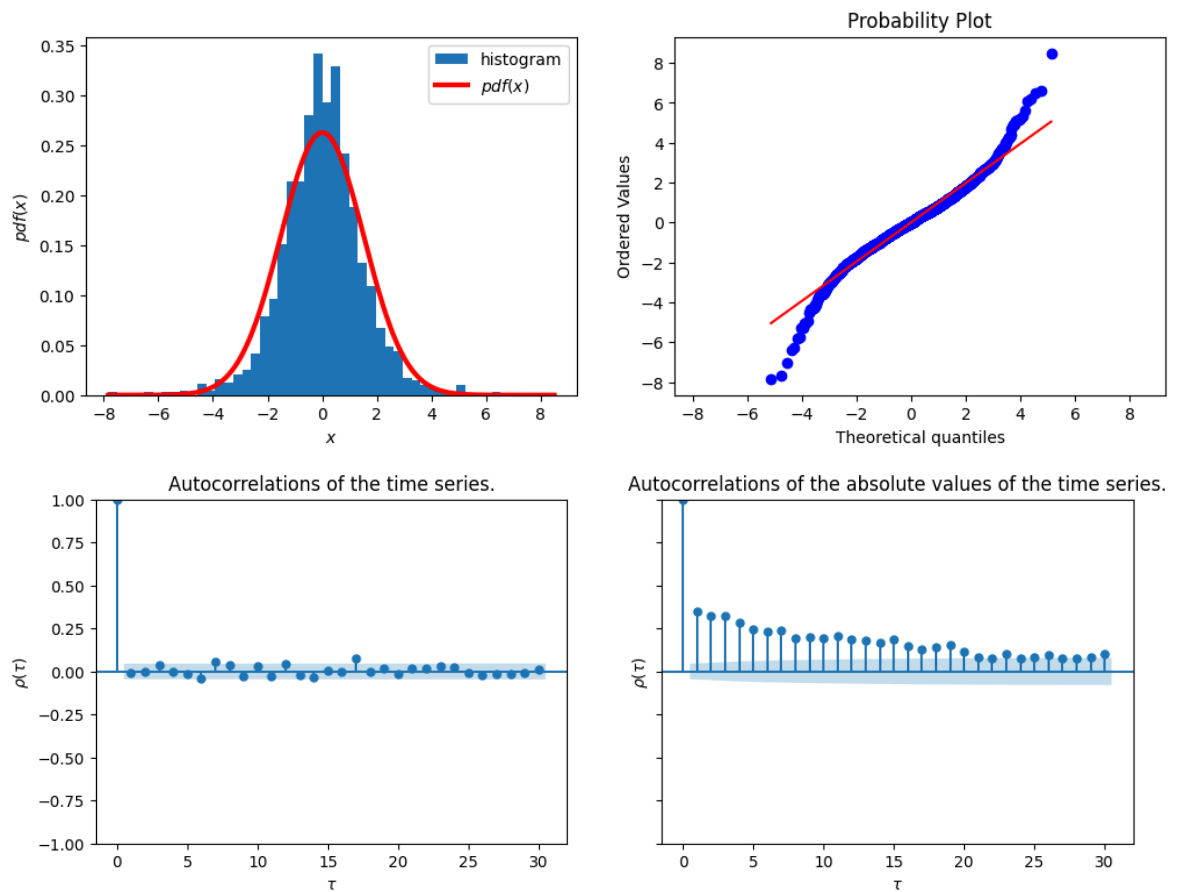 0.35
0.30
0.25
0.20
0.15
0.10
0.05
0.00
pdf(x)
histogram
pdf(x)
−8 −6 −4 −2 0 2 4 6 8
x
Probability Plot
8
6
4
2
0
−2
−4
−6
−8
Ordered Values
−8 −6 −4 −2 0 2 4 6 8
Theoretical quantiles
Autocorrelations of the time series.
1.00
0.75
0.50
0.25
0.00
−0.25
−0.50
−0.75
−1.00
ρ(τ)
0 5 10 15 20 25 30
τ
Autocorrelations of the absolute values of the time series.
ρ(τ)
0 5 10 15 20 25 30
τ